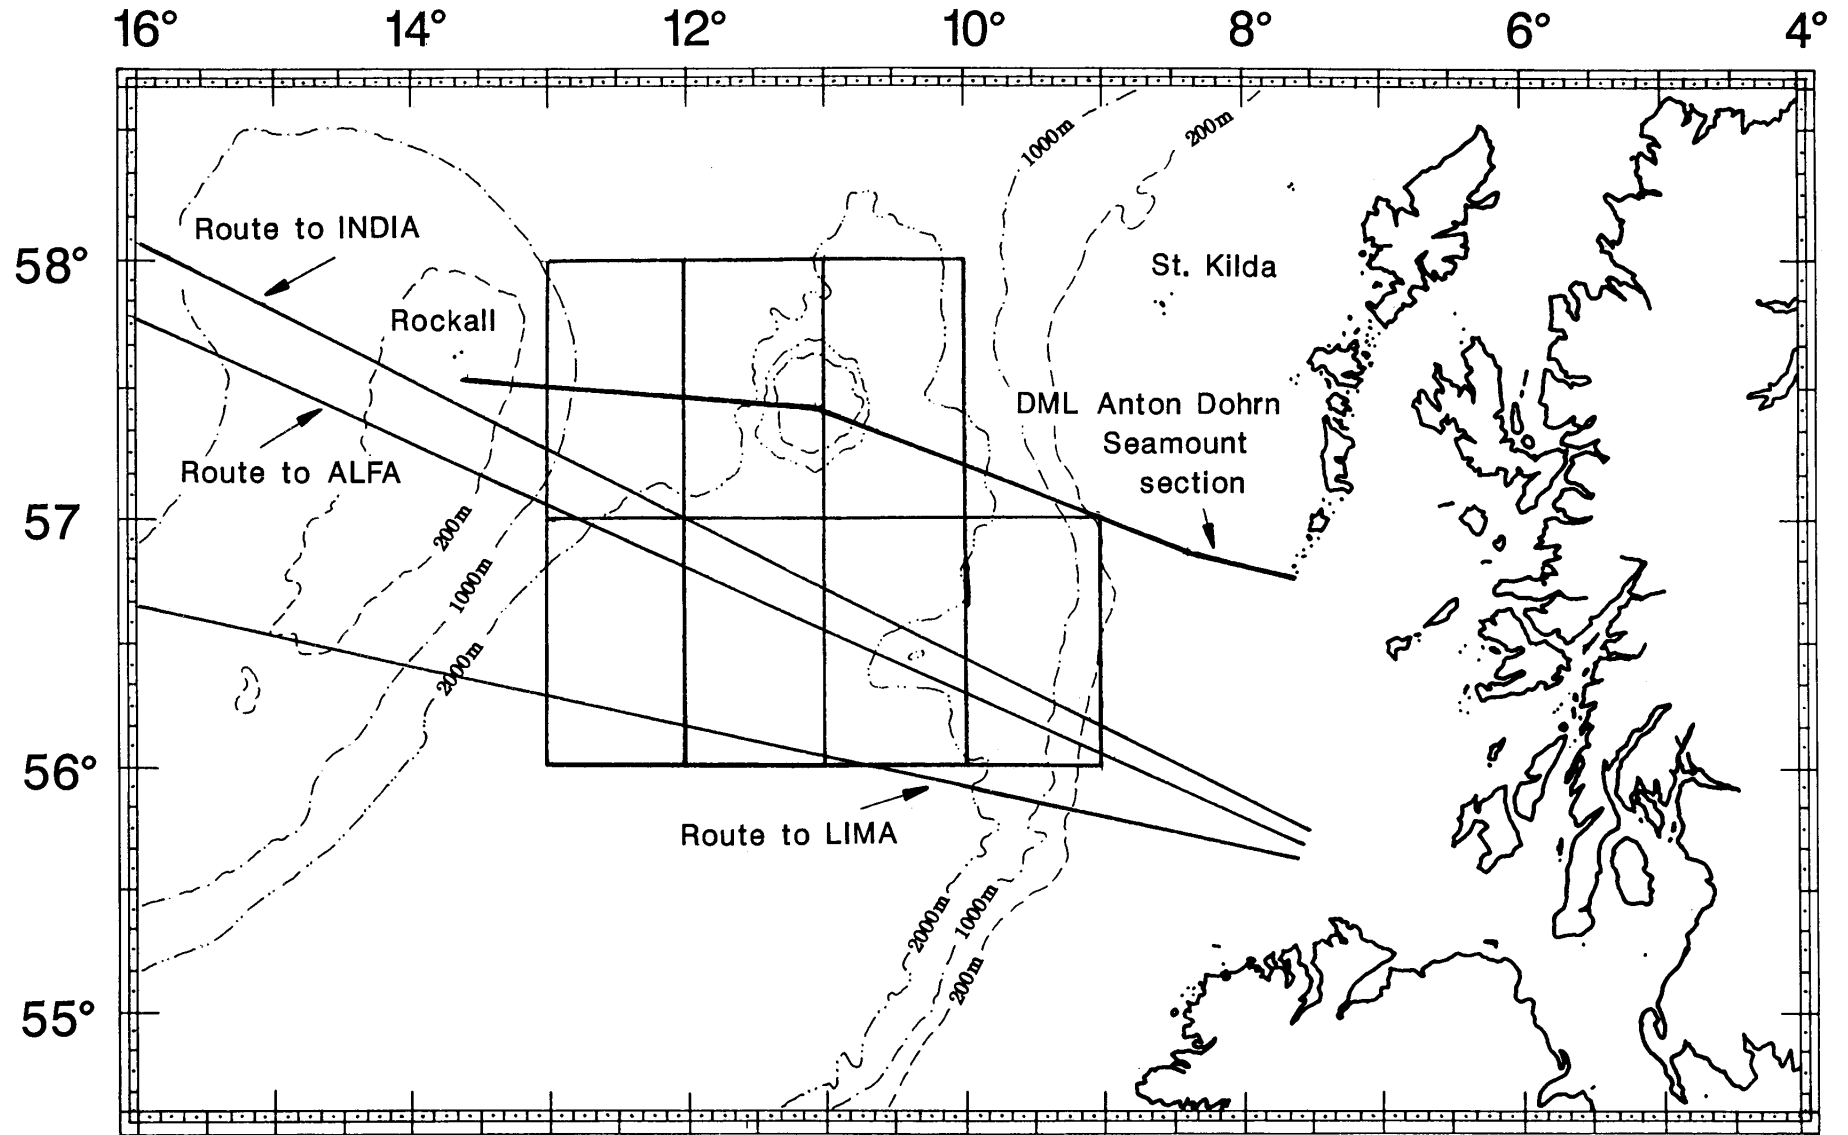 16° 14° 12° 10° 8° 6° 4°
1000m
200m
Route to INDIA
58°
St. Kilda
Rockall
DML Anton Dohrn
Seamount
section
Route to ALFA
57°
200m
1000m
2000m
56°
Route to LIMA
2000m
1000m
200m
55°